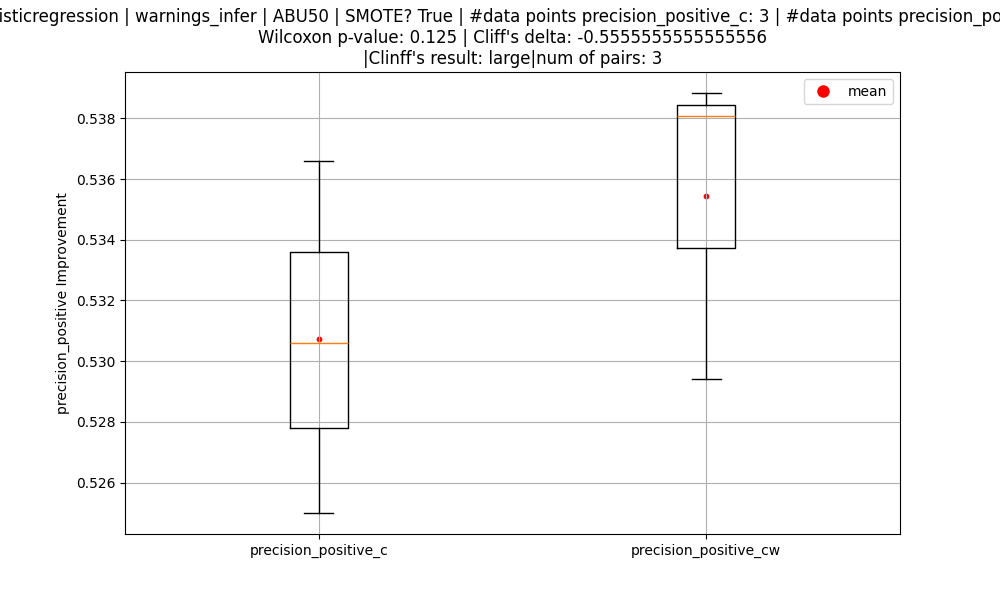 isticregression | warnings_infer | ABU50 | SMOTE? True | #data points precision_positive_c: 3 | #data points precision_po
Wilcoxon p-value: 0.125 | Cliff's delta: -0.5555555555555556
|Clinff's result: large|num of pairs: 3
mean
0.538
0.536
0.534
0.532
0.530
0.528
0.526
precision_positive Improvement
precision_positive_c
precision_positive_cw